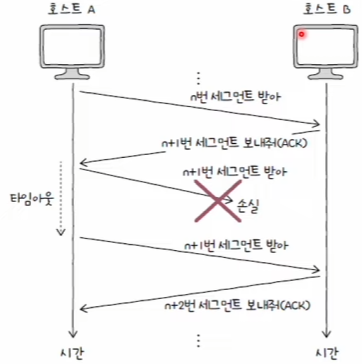 호스트 A
호스트 B
n번 세그먼트 받아
n+1번 세그먼트 보내줘(ACK)
n+1번 세그먼트 받아
타임아웃
손실
n+1번 세그먼트 받아
n+2번 세그먼트 보내줘(ACK)
시간
시간